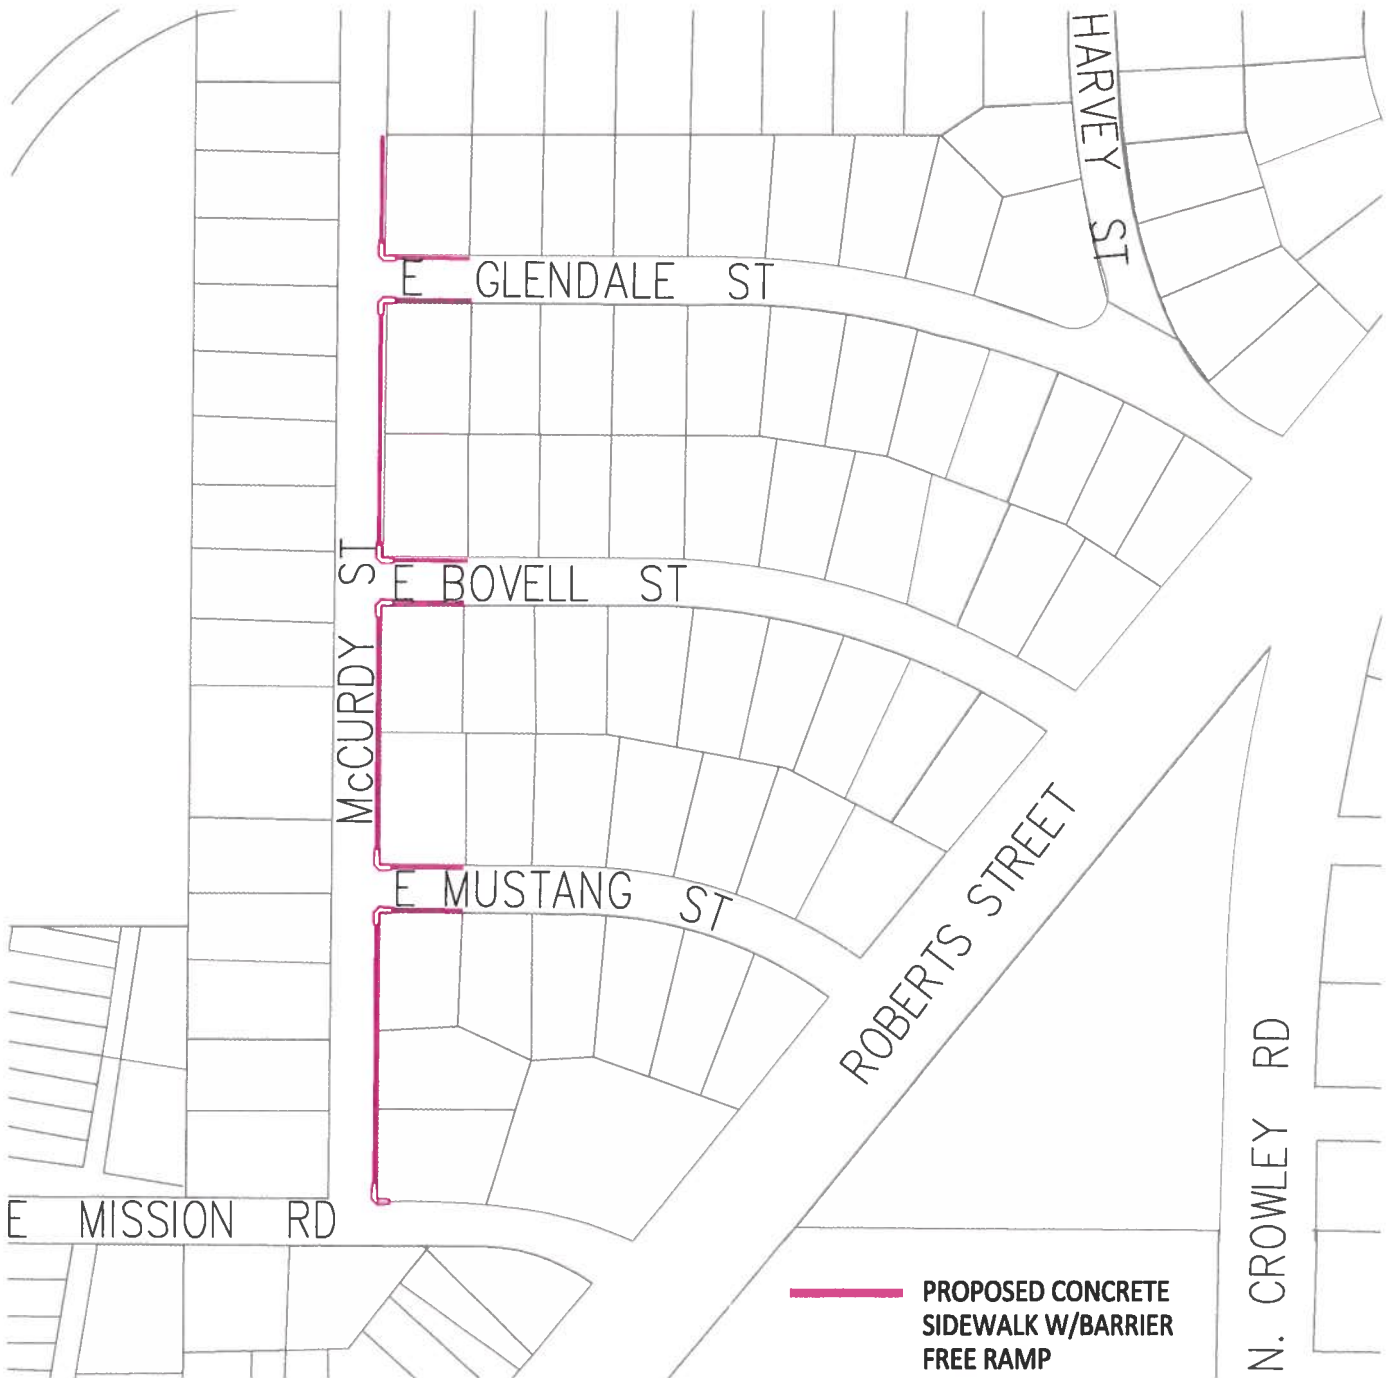 HARVEY ST
E GLENDALE ST
E BOVELL ST
McCURDY ST
E MUSTANG ST
ROBERTS STREET
N. CROWLEY RD
E MISSION RD
PROPOSED CONCRETE
SIDEWALK W/BARRIER
FREE RAMP